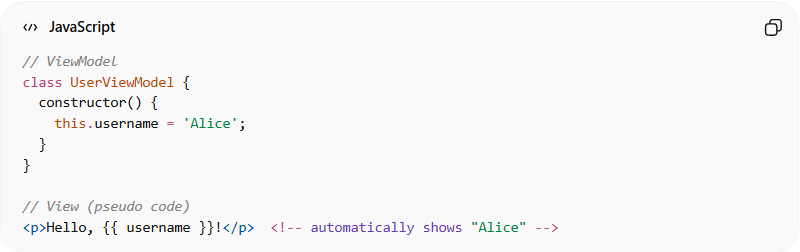 </> JavaScript
// ViewModel
class UserViewModel {
  constructor() {
    this.username = 'Alice';
  }
}
// View (pseudo code)
<p>Hello, {{ username }}!</p>  <!-- automatically shows "Alice" -->